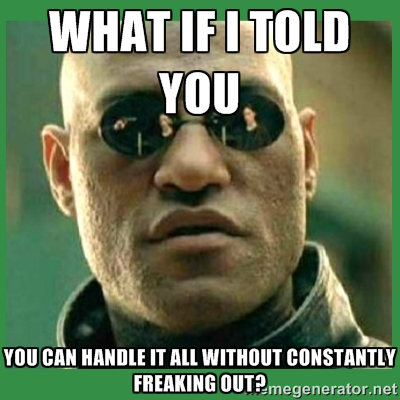 WHAT IF I TOLD
YOU
YOU CAN HANDLE IT ALL WITHOUT CONSTANTLY
FREAKING OUT?
memegenerator.net